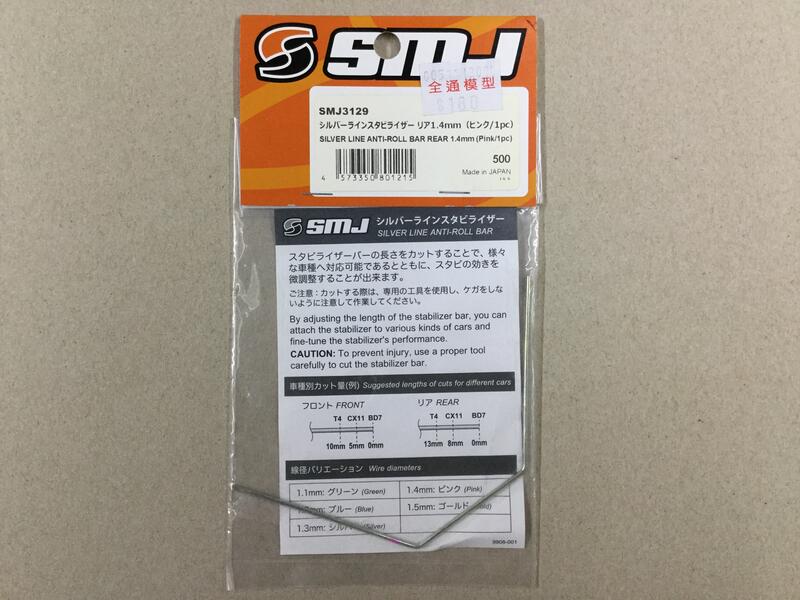 SMJ
全通模型
$180
SMJ3129
シルバーラインスタビライザー リア1.4mm（ピンク/1pc）
SILVER LINE ANTI-ROLL BAR REAR 1.4mm (Pink/1pc)
500
Made in JAPAN
4 573350 801215
SMJ シルバーラインスタビライザー
SILVER LINE ANTI-ROLL BAR
スタビライザーバーの長さをカットすることで、様々
な車種へ対応可能であるとともに、スタビの効きを
微調整することが出来ます。
ご注意：カットする際は、専用の工具を使用し、ケガをしな
いように注意して作業してください。
By adjusting the length of the stabilizer bar, you can
attach the stabilizer to various kinds of cars and
fine-tune the stabilizer's performance.
CAUTION: To prevent injury, use a proper tool
carefully to cut the stabilizer bar.
車種別カット量(例) Suggested lengths of cuts for different cars
フロント FRONT
T4 CX11 BD7
10mm 5mm 0mm
リア REAR
T4 CX11 BD7
13mm 8mm 0mm
線径バリエーション Wire diameters
1.1mm: グリーン (Green)
1.4mm: ピンク (Pink)
ブルー (Blue)
1.5mm: ゴールド
1.3mm: シルバ (Silver)
9908-001